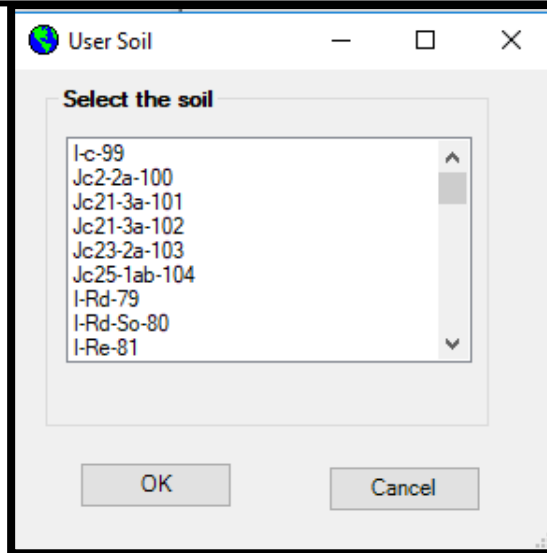 User Soil
Select the soil
I-c-99
Jc2-2a-100
Jc21-3a-101
Jc21-3a-102
Jc23-2a-103
Jc25-1ab-104
I-Rd-79
I-Rd-So-80
I-Re-81
OK
Cancel